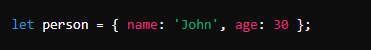 let person = { name: 'John', age: 30 };